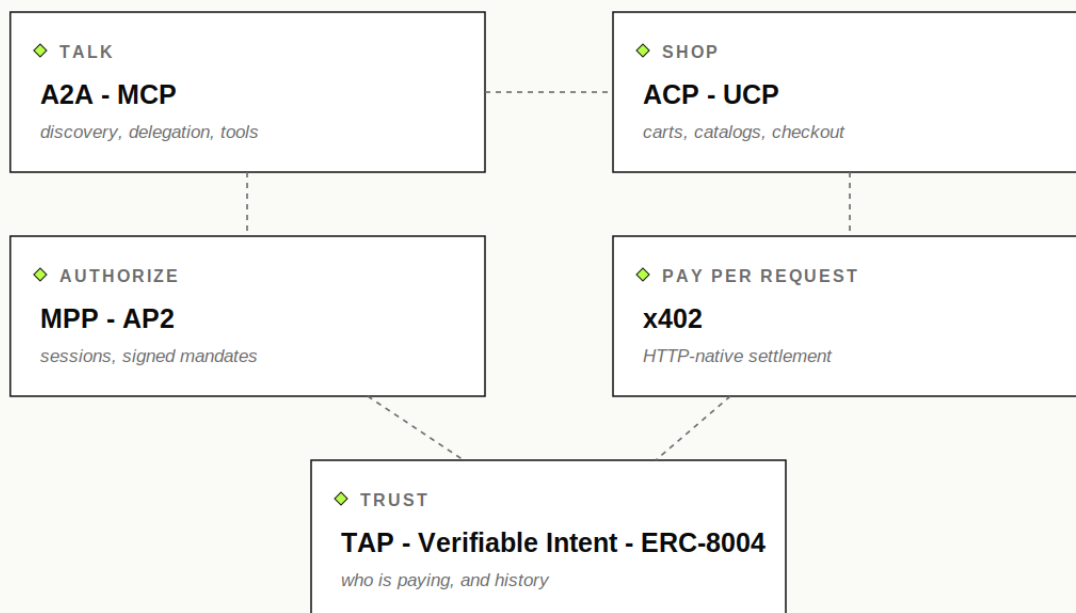 TALK
A2A - MCP
discovery, delegation, tools
SHOP
ACP - UCP
carts, catalogs, checkout
AUTHORIZE
MPP - AP2
sessions, signed mandates
PAY PER REQUEST
x402
HTTP-native settlement
TRUST
TAP - Verifiable Intent - ERC-8004
who is paying, and history